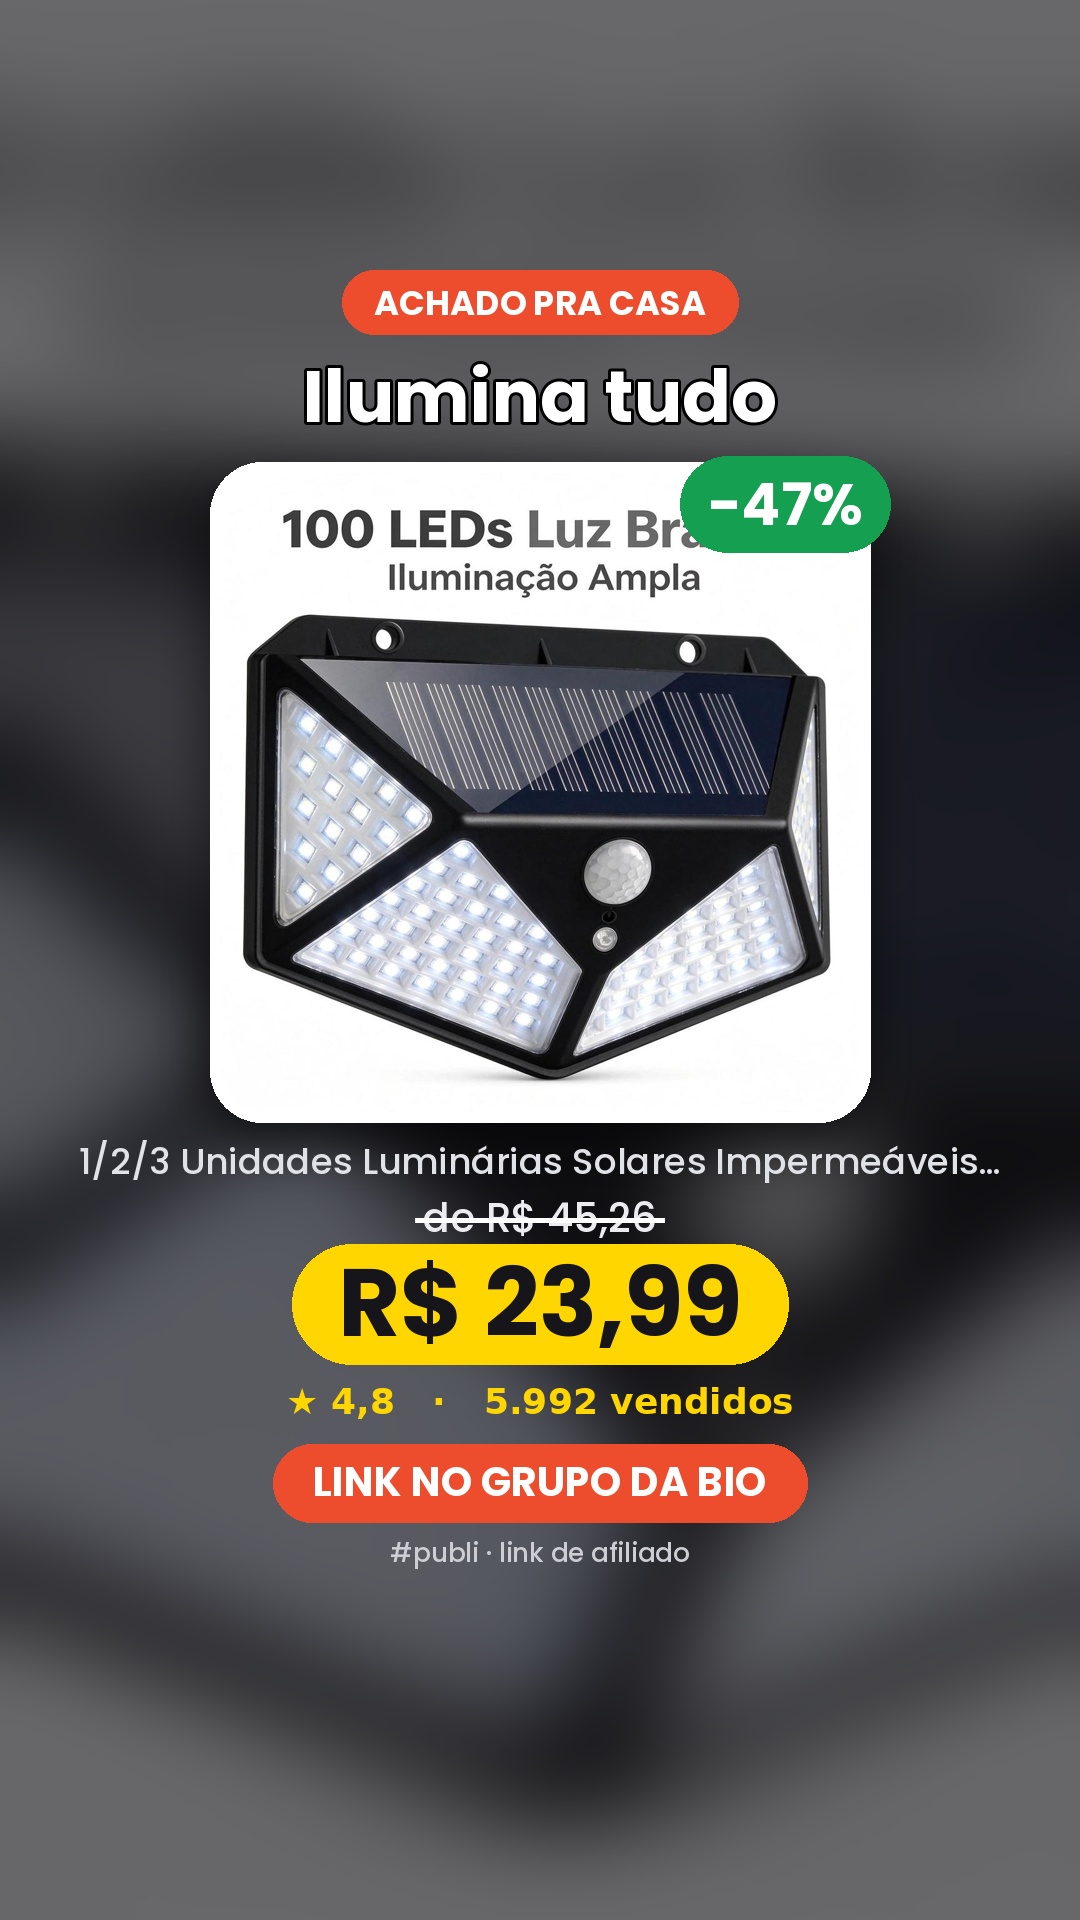 ACHADO PRA CASA
Ilumina tudo
-47%
100 LEDs Luz
Iluminação Ampla
1/2/3 Unidades Luminárias Solares Impermeáveis...
de R$ 45,26
R$ 23,99
★ 4,8 · 5.992 vendidos
LINK NO GRUPO DA BIO
#publi · link de afiliado